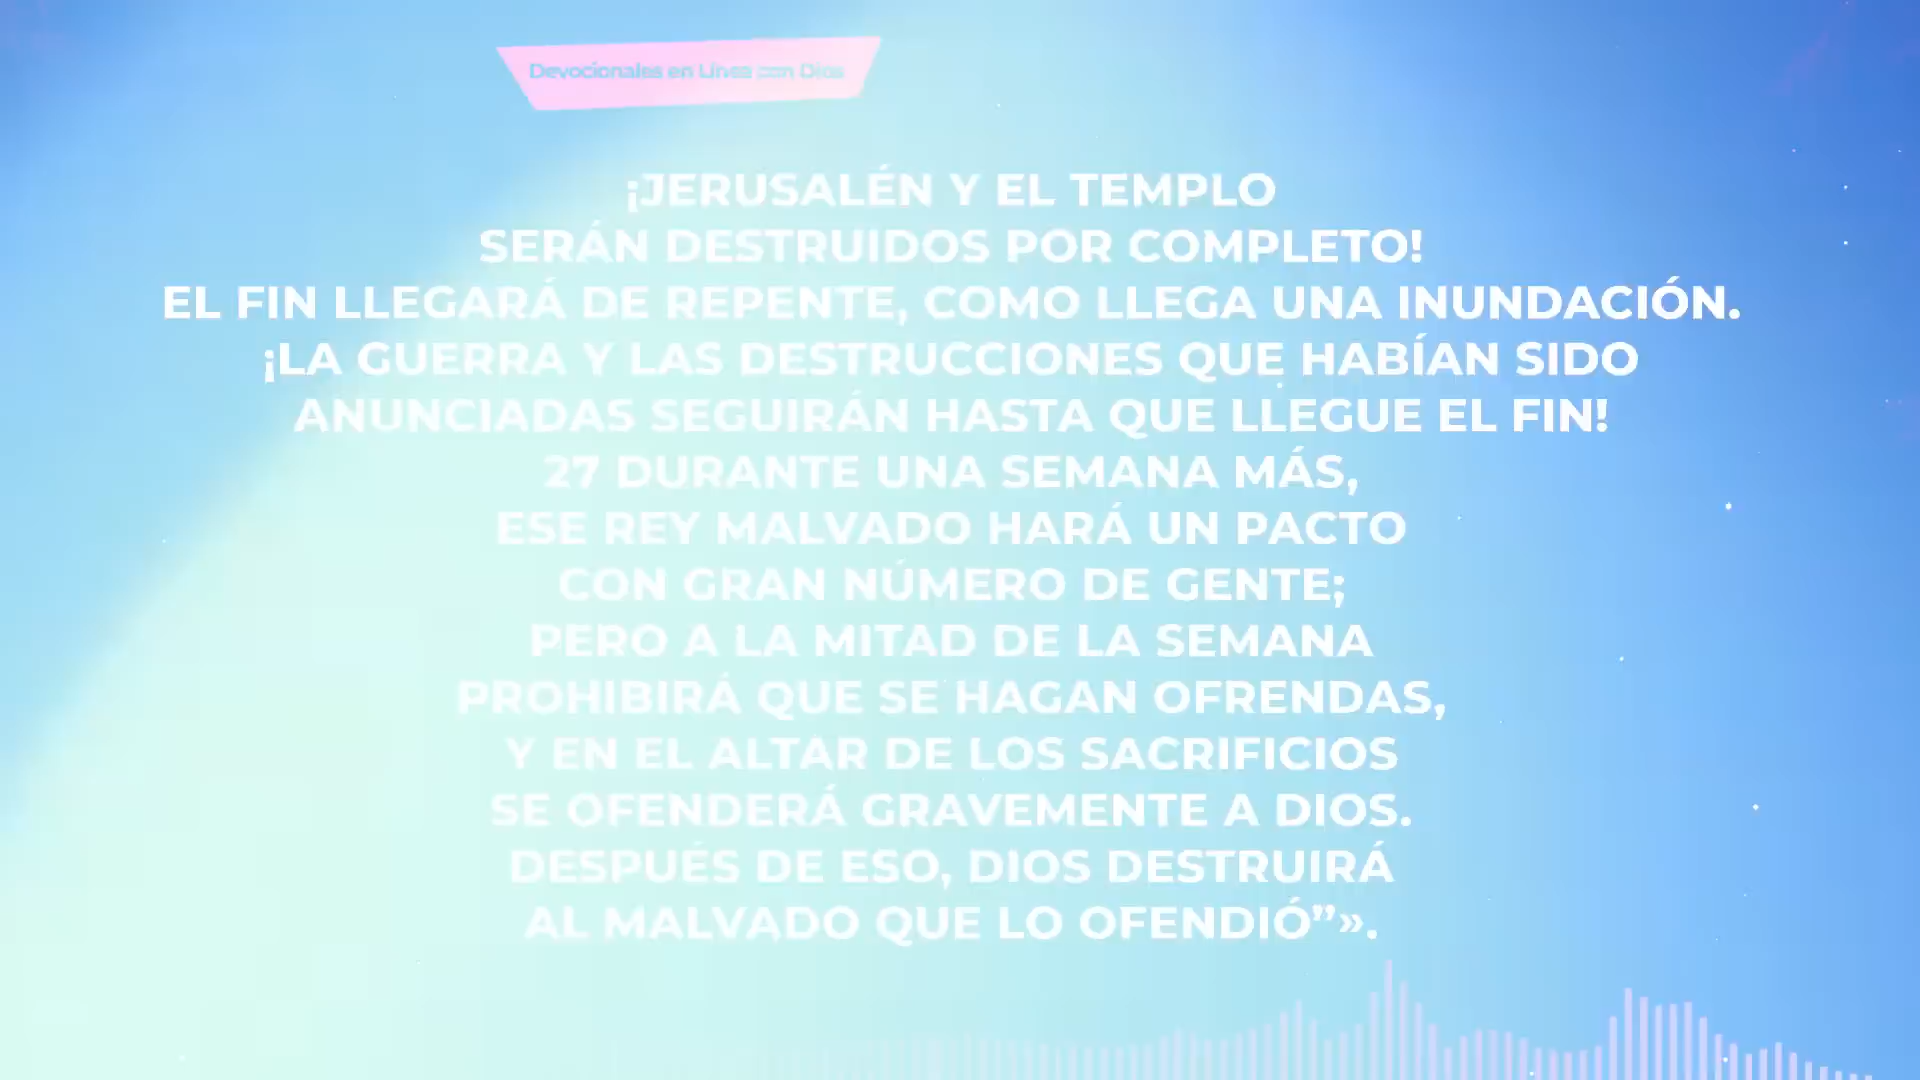 Devocionales en Línea con Dios
¡JERUSALÉN Y EL TEMPLO
SERÁN DESTRUIDOS POR COMPLETO!
EL FIN LLEGARÁ DE REPENTE, COMO LLEGA UNA INUNDACIÓN.
¡LA GUERRA Y LAS DESTRUCCIONES QUE HABÍAN SIDO
ANUNCIADAS SEGUIRÁN HASTA QUE LLEGUE EL FIN!
27 DURANTE UNA SEMANA MÁS,
ESE REY MALVADO HARÁ UN PACTO
CON GRAN NÚMERO DE GENTE;
PERO A LA MITAD DE LA SEMANA
PROHIBIRÁ QUE SE HAGAN OFRENDAS,
Y EN EL ALTAR DE LOS SACRIFICIOS
SE OFENDERÁ GRAVEMENTE A DIOS.
DESPUÉS DE ESO, DIOS DESTRUIRÁ
AL MALVADO QUE LO OFENDIÓ”».